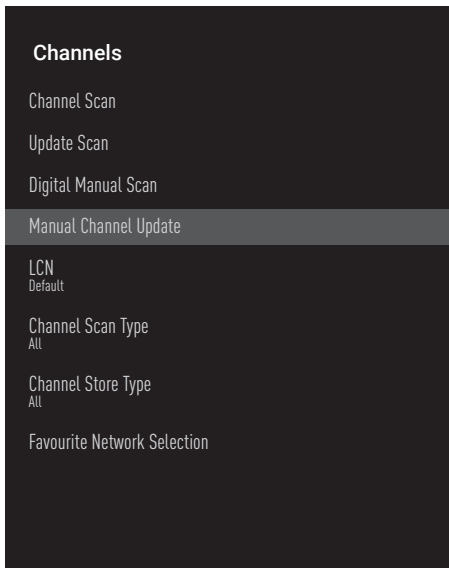 Channels
Channel Scan
Update Scan
Digital Manual Scan
Manual Channel Update
LCN
Default
Channel Scan Type
All
Channel Store Type
All
Favourite Network Selection